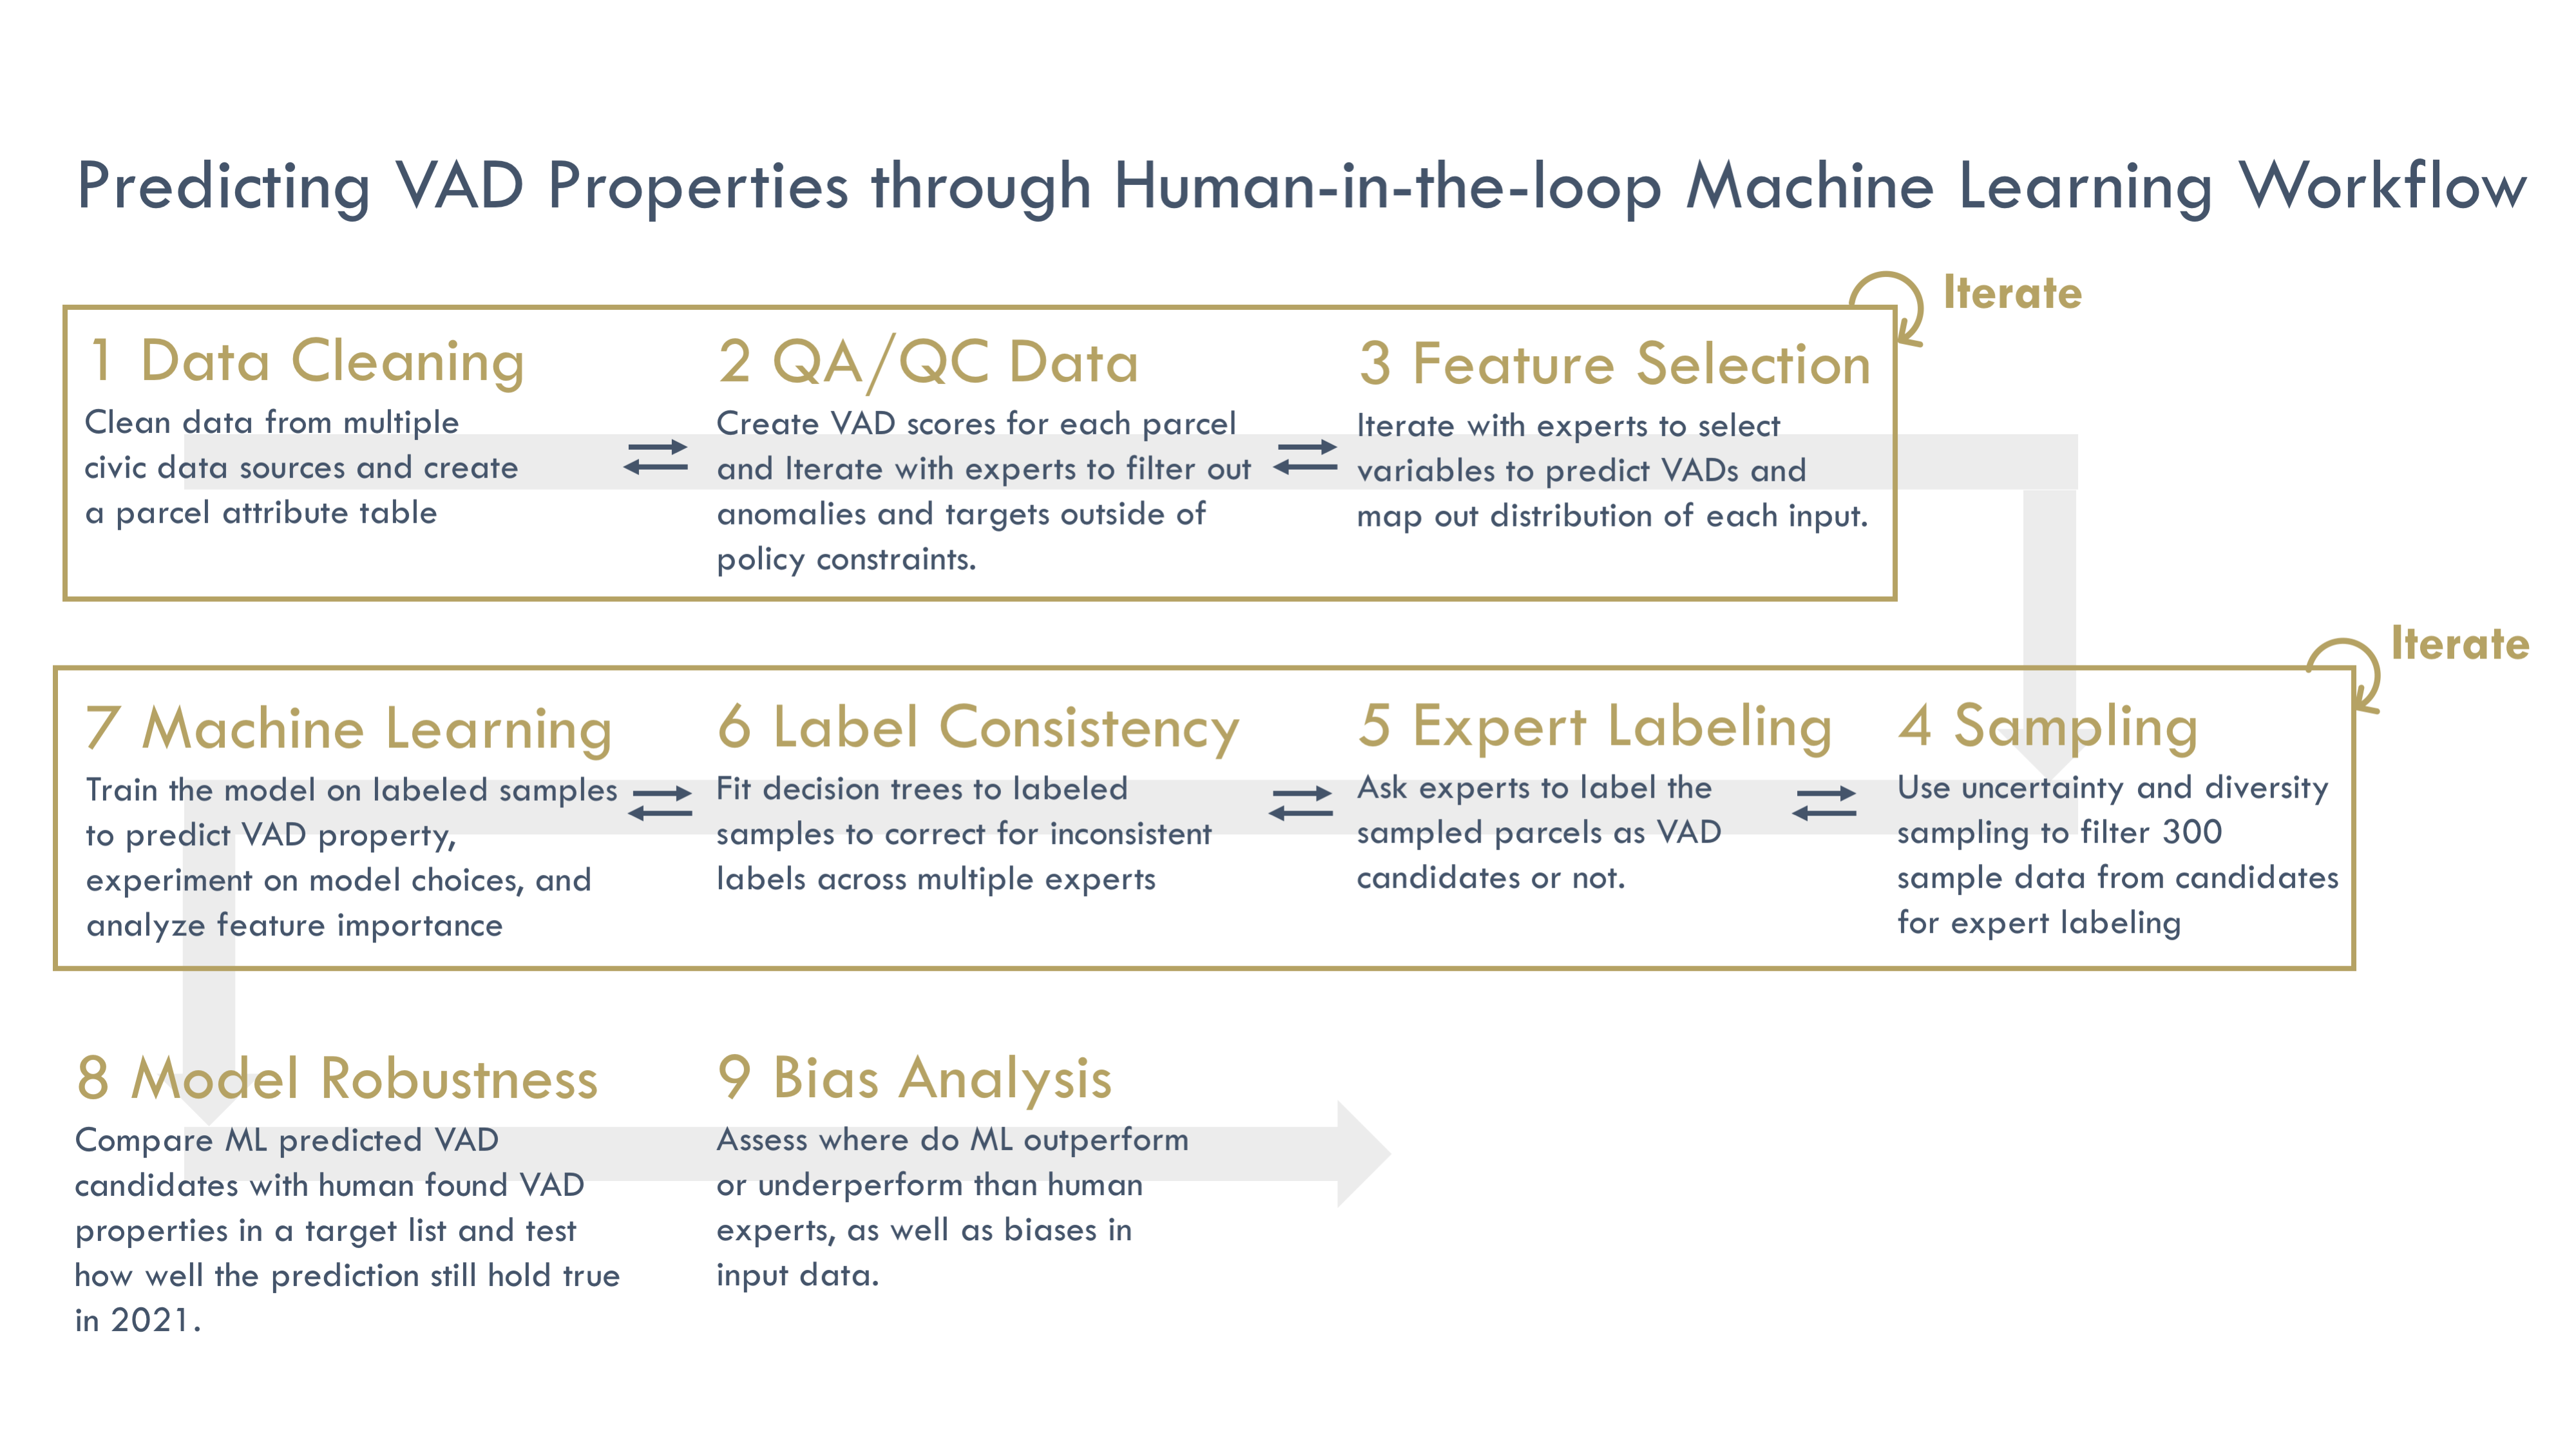 Predicting VAD Properties through Human-in-the-loop Machine Learning Workflow
Iterate
1 Data Cleaning
Clean data from multiple
civic data sources and create
a parcel attribute table
2 QA/QC Data
Create VAD scores for each parcel
and Iterate with experts to filter out
anomalies and targets outside of
policy constraints.
3 Feature Selection
Iterate with experts to select
variables to predict VADs and
map out distribution of each input.
Iterate
7 Machine Learning
Train the model on labeled samples
to predict VAD property,
experiment on model choices, and
analyze feature importance
6 Label Consistency
Fit decision trees to labeled
samples to correct for inconsistent
labels across multiple experts
5 Expert Labeling
Ask experts to label the
sampled parcels as VAD
candidates or not.
4 Sampling
Use uncertainty and diversity
sampling to filter 300
sample data from candidates
for expert labeling
8 Model Robustness
Compare ML predicted VAD
candidates with human found VAD
properties in a target list and test
how well the prediction still hold true
in 2021.
9 Bias Analysis
Assess where do ML outperform
or underperform than human
experts, as well as biases in
input data.